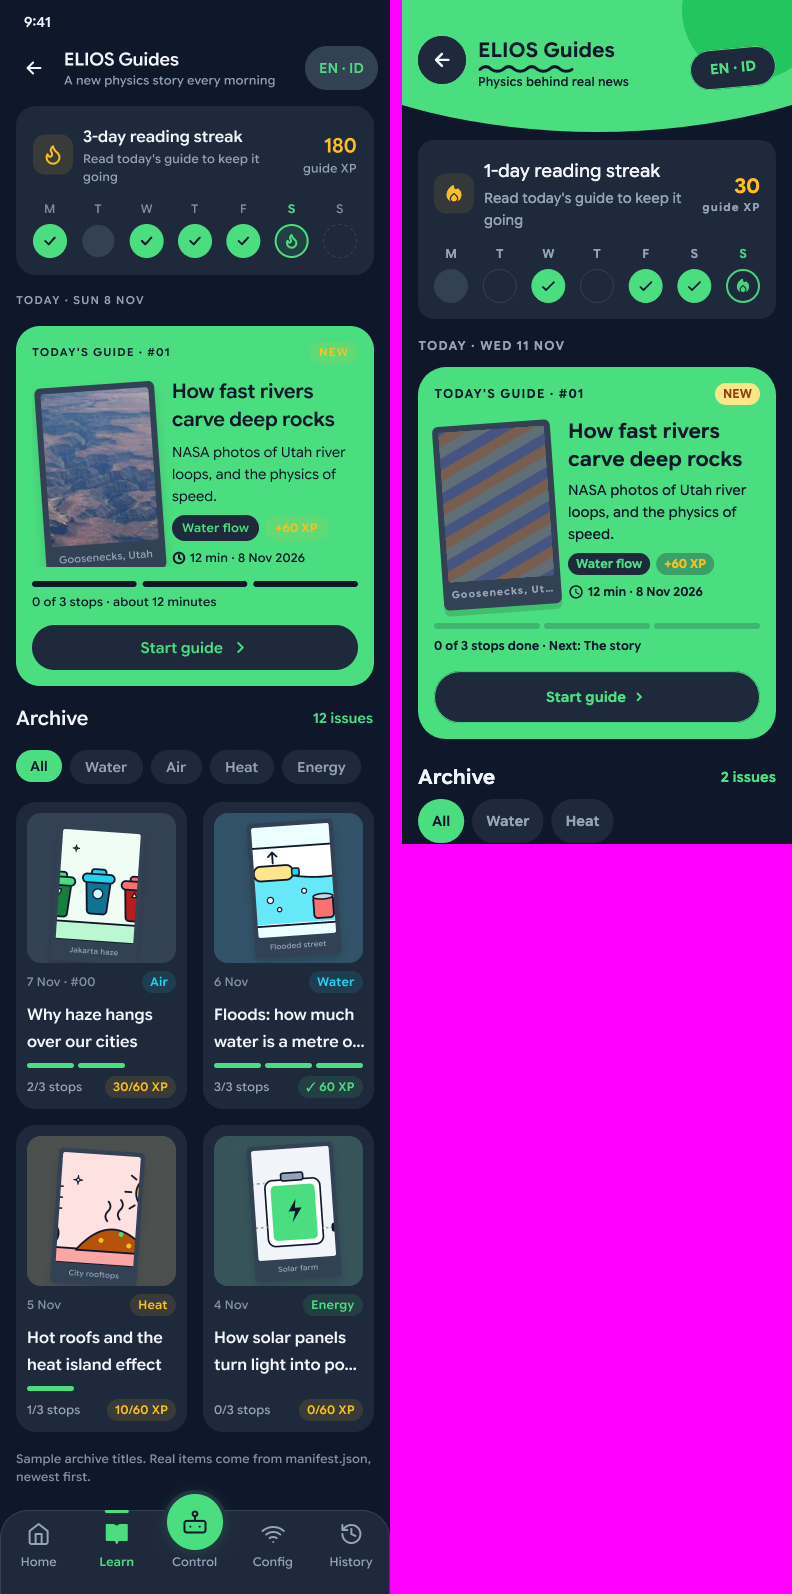 9:41
ELIOS Guides
A new physics story every morning
EN · ID
3-day reading streak
Read today's guide to keep it
going
180
guide XP
M T W T F S S
TODAY · SUN 8 NOV
TODAY'S GUIDE · #01
NEW
How fast rivers
carve deep rocks
NASA photos of Utah river
loops, and the physics of
speed.
Goosenecks, Utah
Water flow
+60 XP
12 min · 8 Nov 2026
0 of 3 stops · about 12 minutes
Start guide
Archive
12 issues
All
Water
Air
Heat
Energy
Jakarta haze
7 Nov · #00
Air
Why haze hangs
over our cities
2/3 stops
30/60 XP
Flooded street
6 Nov
Water
Floods: how much
water is a metre o...
3/3 stops
✓ 60 XP
City rooftops
5 Nov
Heat
Hot roofs and the
heat island effect
1/3 stops
10/60 XP
Solar farm
4 Nov
Energy
How solar panels
turn light into po...
0/3 stops
0/60 XP
Sample archive titles. Real items come from manifest.json,
newest first.
Home
Learn
Control
Config
History
ELIOS Guides
Physics behind real news
EN · ID
1-day reading streak
Read today's guide to keep it
going
30
guide XP
M T W T F S S
TODAY · WED 11 NOV
TODAY'S GUIDE · #01
NEW
How fast rivers
carve deep rocks
NASA photos of Utah river
loops, and the physics of
speed.
Goosenecks, Ut...
Water flow
+60 XP
12 min · 8 Nov 2026
0 of 3 stops done · Next: The story
Start guide
Archive
2 issues
All
Water
Heat